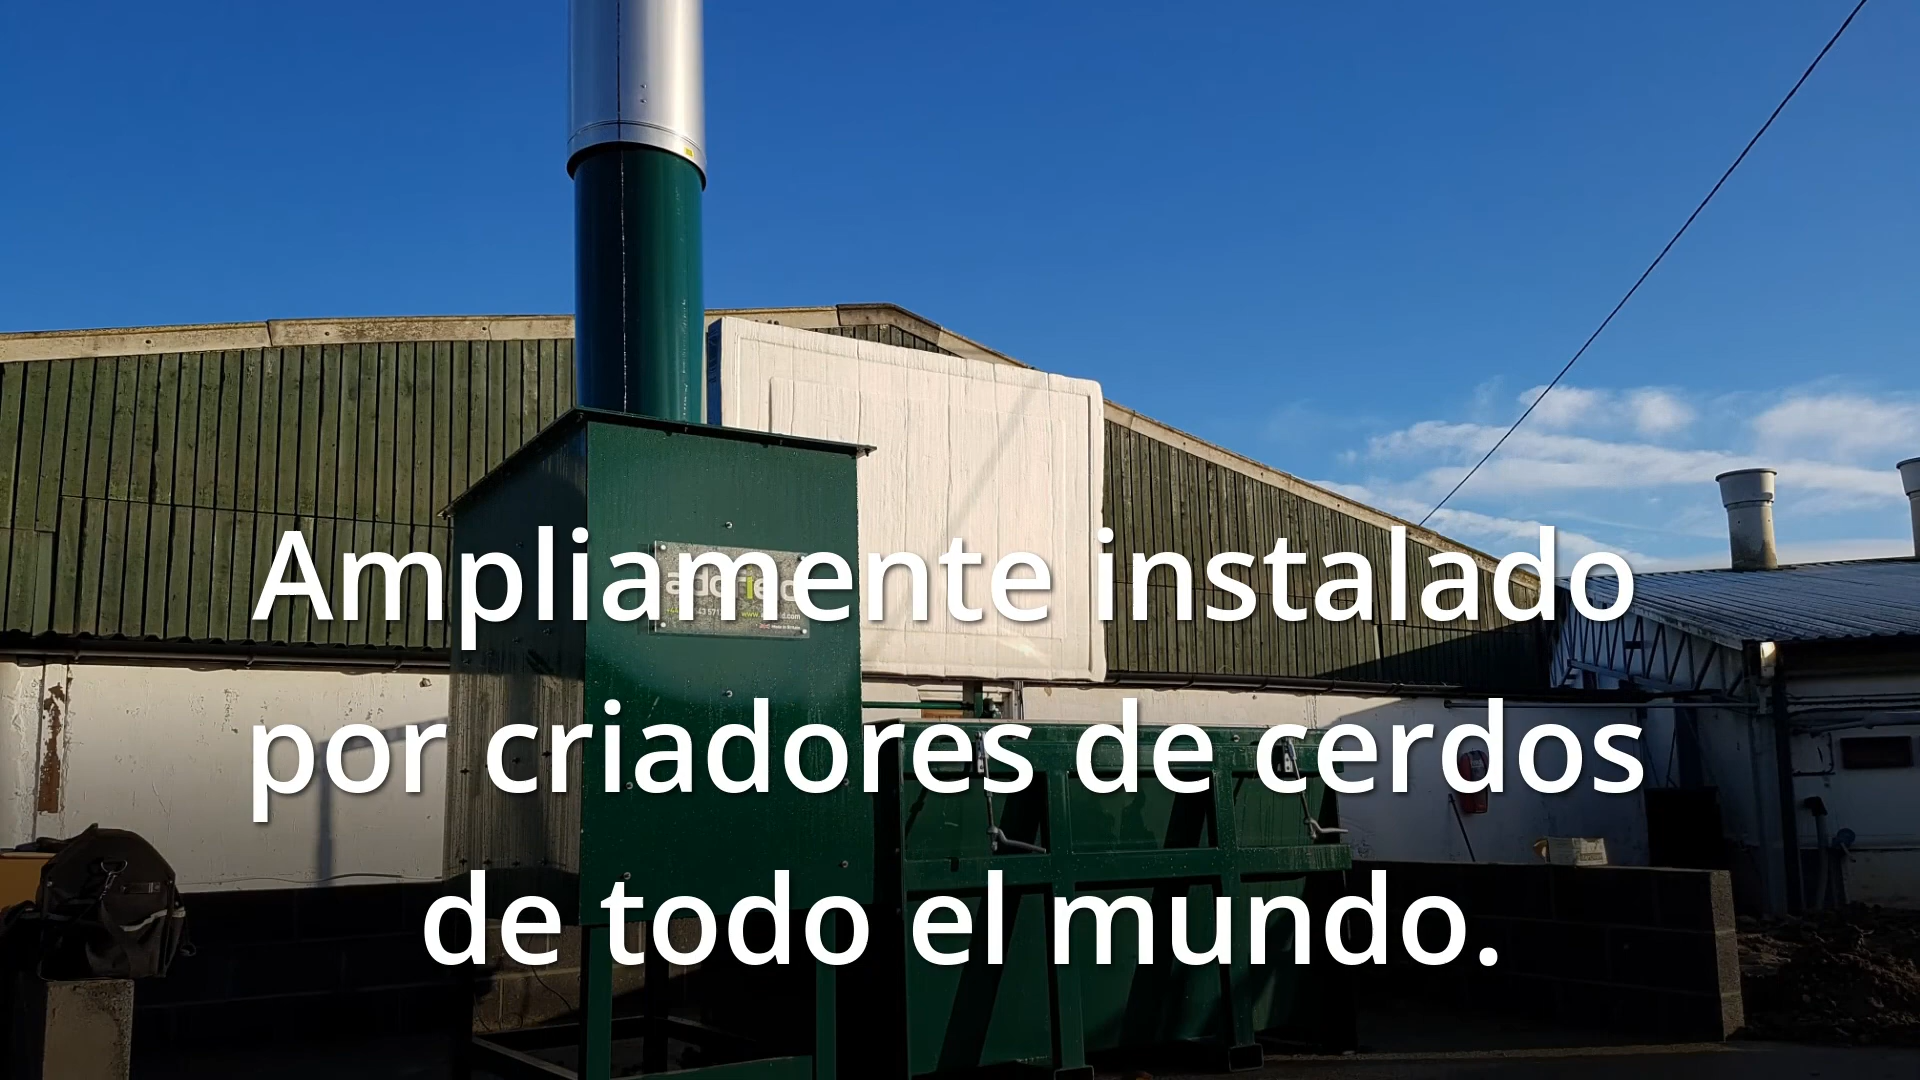 Ampliamente instalado
por criadores de cerdos
de todo el mundo.